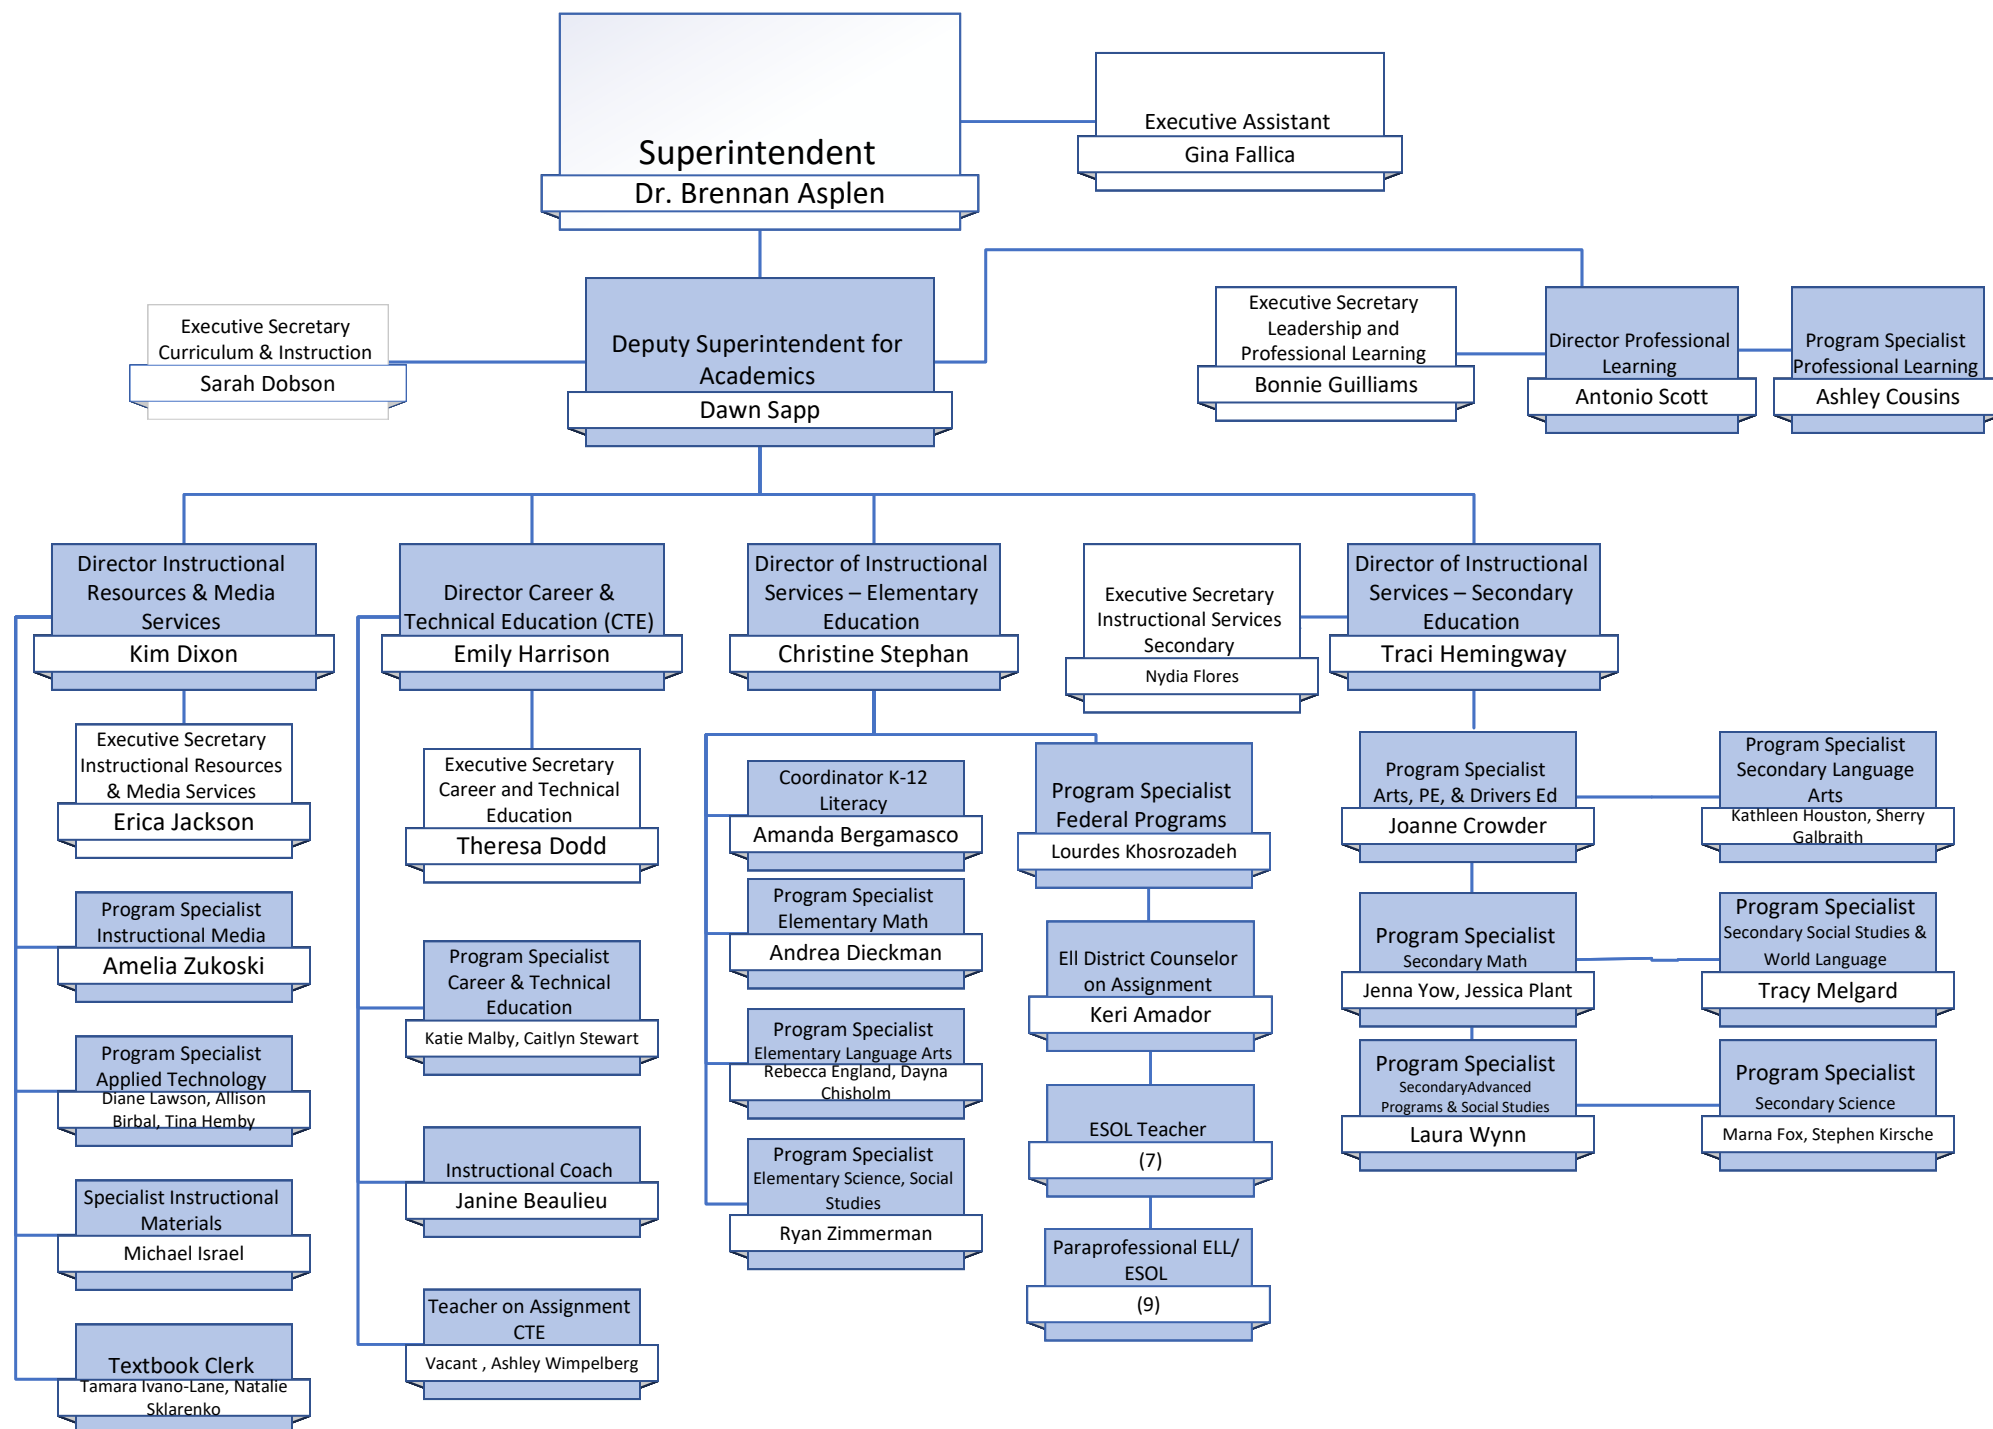 Superintendent
Dr. Brennan Asplen
Executive Assistant
Gina Fallica
Executive Secretary
Curriculum & Instruction
Sarah Dobson
Deputy Superintendent for
Academics
Dawn Sapp
Executive Secretary
Leadership and
Professional Learning
Bonnie Guilliams
Director Professional
Learning
Antonio Scott
Program Specialist
Professional Learning
Ashley Cousins
Director Instructional
Resources & Media
Services
Kim Dixon
Executive Secretary
Instructional Resources
& Media Services
Erica Jackson
Program Specialist
Instructional Media
Amelia Zukoski
Program Specialist
Applied Technology
Diane Lawson, Allison
Birbal, Tina Hemby
Specialist Instructional
Materials
Michael Israel
Textbook Clerk
Tamara Ivano-Lane, Natalie
Sklarenko
Director Career &
Technical Education (CTE)
Emily Harrison
Executive Secretary
Career and Technical
Education
Theresa Dodd
Program Specialist
Career & Technical
Education
Katie Malby, Caitlyn Stewart
Instructional Coach
Janine Beaulieu
Teacher on Assignment
CTE
Vacant , Ashley Wimpelberg
Director of Instructional
Services – Elementary
Education
Christine Stephan
Coordinator K-12
Literacy
Amanda Bergamasco
Program Specialist
Elementary Math
Andrea Dieckman
Program Specialist
Elementary Language Arts
Rebecca England, Dayna
Chisholm
Program Specialist
Elementary Science, Social
Studies
Ryan Zimmerman
Program Specialist
Federal Programs
Lourdes Khosrozadeh
Ell District Counselor
on Assignment
Keri Amador
ESOL Teacher
(7)
Paraprofessional ELL/
ESOL
(9)
Executive Secretary
Instructional Services
Secondary
Nydia Flores
Director of Instructional
Services – Secondary
Education
Traci Hemingway
Program Specialist
Arts, PE, & Drivers Ed
Joanne Crowder
Program Specialist
Secondary Language
Arts
Kathleen Houston, Sherry
Galbraith
Program Specialist
Secondary Math
Jenna Yow, Jessica Plant
Program Specialist
Secondary Social Studies &
World Language
Tracy Melgard
Program Specialist
SecondaryAdvanced
Programs & Social Studies
Laura Wynn
Program Specialist
Secondary Science
Marna Fox, Stephen Kirsche